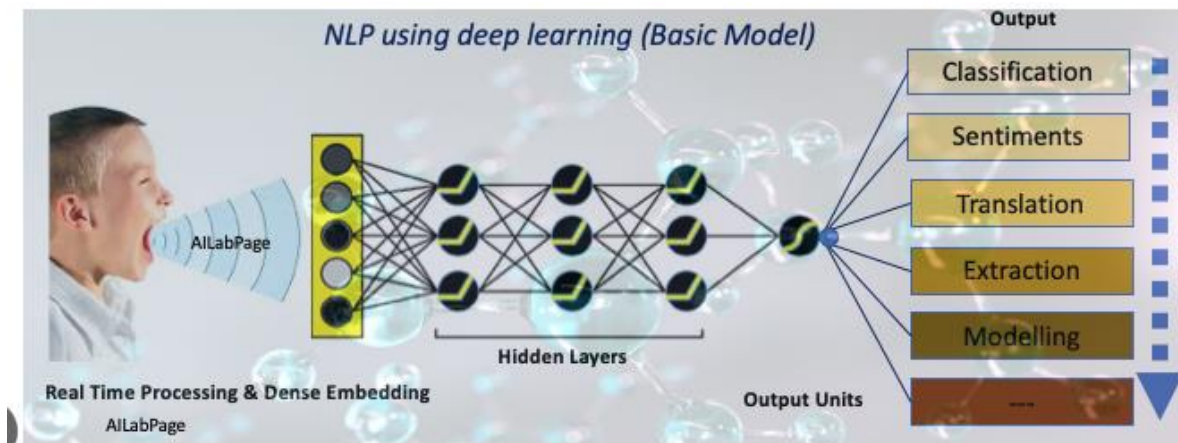 NLP using deep learning (Basic Model)
Output
Classification
Sentiments
Translation
Extraction
Modelling
---
AILabPage
Hidden Layers
Real Time Processing & Dense Embedding
AILabPage
Output Units